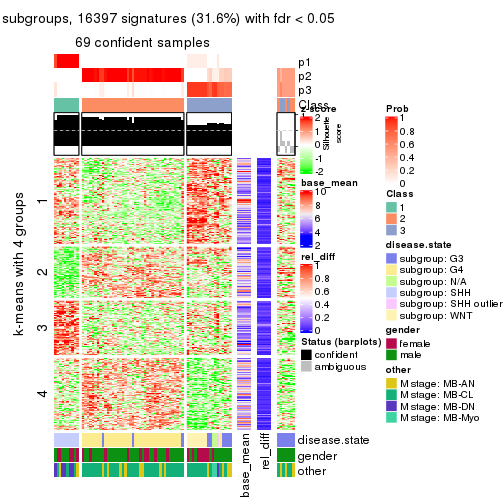 subgroups, 16397 signatures (31.6%) with fdr < 0.05
69 confident samples
p1
p2
p3
Class
Silhouette
score
k-means with 4 groups
1
2
3
4
z-score
2
1
0
-1
-2
base_mean
10
8
6
4
2
rel_diff
1
0.8
0.6
0.4
0.2
0
Status (barplots)
confident
ambiguous
disease.state
gender
other
base_mean
rel_diff
Prob
1
0.8
0.6
0.4
0.2
0
Class
1
2
3
disease.state
subgroup: G3
subgroup: G4
subgroup: N/A
subgroup: SHH
subgroup: SHH outlier
subgroup: WNT
gender
female
male
other
M stage: MB-AN
M stage: MB-CL
M stage: MB-DN
M stage: MB-Myo